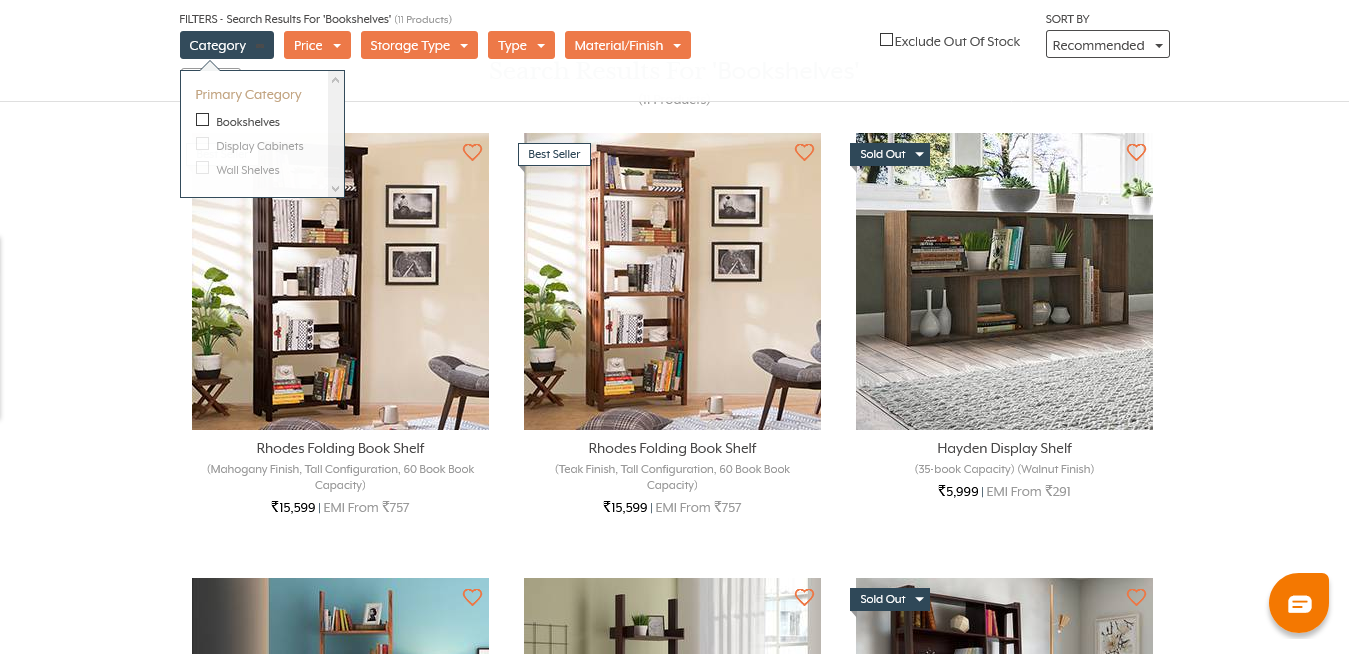 FILTERS - Search Results For 'Bookshelves' (11 Products)
SORT BY
Category
Price
Storage Type
Type
Material/Finish
Exclude Out Of Stock
Recommended
Search Results For 'Bookshelves'
(11 Products)
Primary Category
Bookshelves
Display Cabinets
Wall Shelves
Best Seller
Sold Out
Rhodes Folding Book Shelf
(Mahogany Finish, Tall Configuration, 60 Book Book
Capacity)
₹15,599 | EMI From ₹757
Rhodes Folding Book Shelf
(Teak Finish, Tall Configuration, 60 Book Book
Capacity)
₹15,599 | EMI From ₹757
Hayden Display Shelf
(35-book Capacity) (Walnut Finish)
₹5,999 | EMI From ₹291
Sold Out